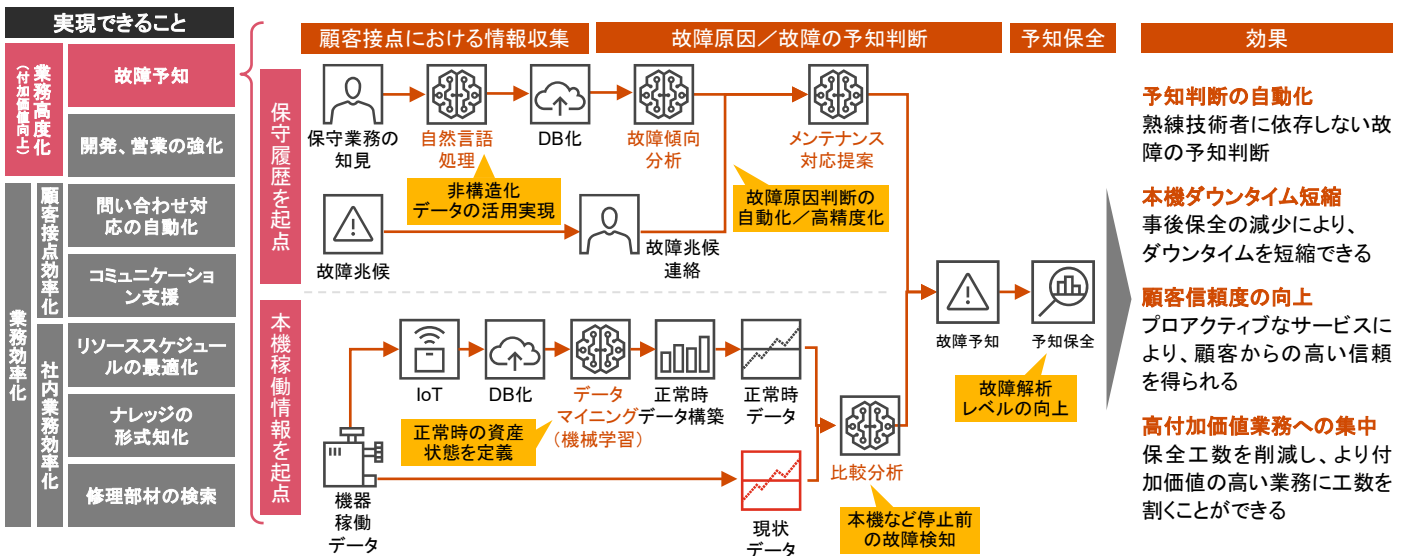 実現できること
業務高度化
(付加価値向上)
故障予知
開発、営業の強化
業務効率化
顧客接点効率化
問い合わせ対
応の自動化
コミュニケーショ
ン支援
社内業務効率化
リソーススケジュー
ルの最適化
ナレッジの
形式知化
修理部材の検索
顧客接点における情報収集
故障原因／故障の予知判断
予知保全
効果
保守履歴を起点
保守業務の
知見
自然言語
処理
DB化
故障傾向
分析
メンテナンス
対応提案
非構造化
データの活用実現
故障原因判断の
自動化／高精度化
故障兆候
故障兆候
連絡
本機稼働情報を起点
IoT
DB化
データ
マイニング
(機械学習)
正常時
データ構築
正常時
データ
正常時の資産
状態を定義
機器
稼働
データ
現状
データ
比較分析
本機など停止前
の故障検知
故障予知
予知保全
故障解析
レベルの向上
予知判断の自動化
熟練技術者に依存しない故
障の予知判断
本機ダウンタイム短縮
事後保全の減少により、
ダウンタイムを短縮できる
顧客信頼度の向上
プロアクティブなサービスに
より、顧客からの高い信頼
を得られる
高付加価値業務への集中
保全工数を削減し、より付
加価値の高い業務に工数を
割くことができる